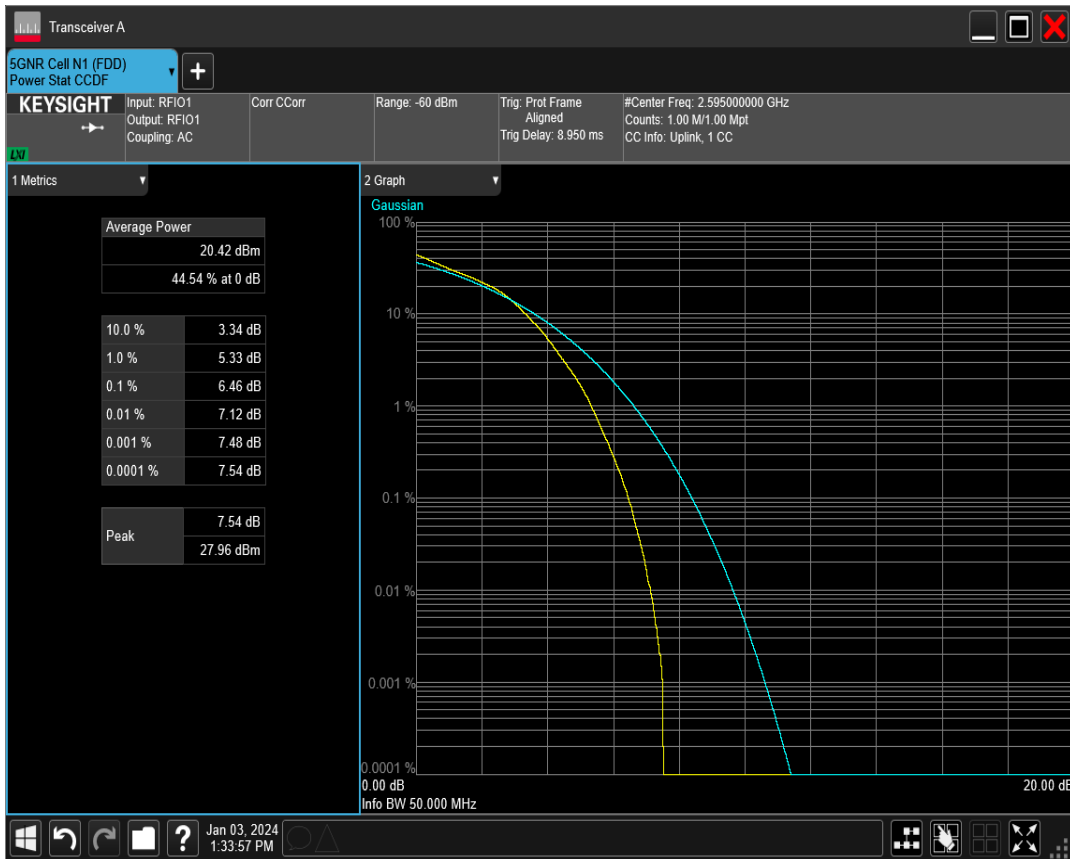 Transceiver A
5GNR Cell N1 (FDD)
Power Stat CCDF
+
KEYSIGHT
LXI
Input: RFIO1
Output: RFIO1
Coupling: AC
Corr CCorr
Range: -60 dBm
Trig: Prot Frame
Aligned
Trig Delay: 8.950 ms
#Center Freq: 2.595000000 GHz
Counts: 1.00 M/1.00 Mpt
CC Info: Uplink, 1 CC
1 Metrics
Average Power
20.42 dBm
44.54 % at 0 dB
10.0 % 3.34 dB
1.0 % 5.33 dB
0.1 % 6.46 dB
0.01 % 7.12 dB
0.001 % 7.48 dB
0.0001 % 7.54 dB
Peak
7.54 dB
27.96 dBm
2 Graph
Gaussian
100 %
10 %
1 %
0.1 %
0.01 %
0.001 %
0.0001 %
0.00 dB 20.00 dB
Info BW 50.000 MHz
?
Jan 03, 2024
1:33:57 PM